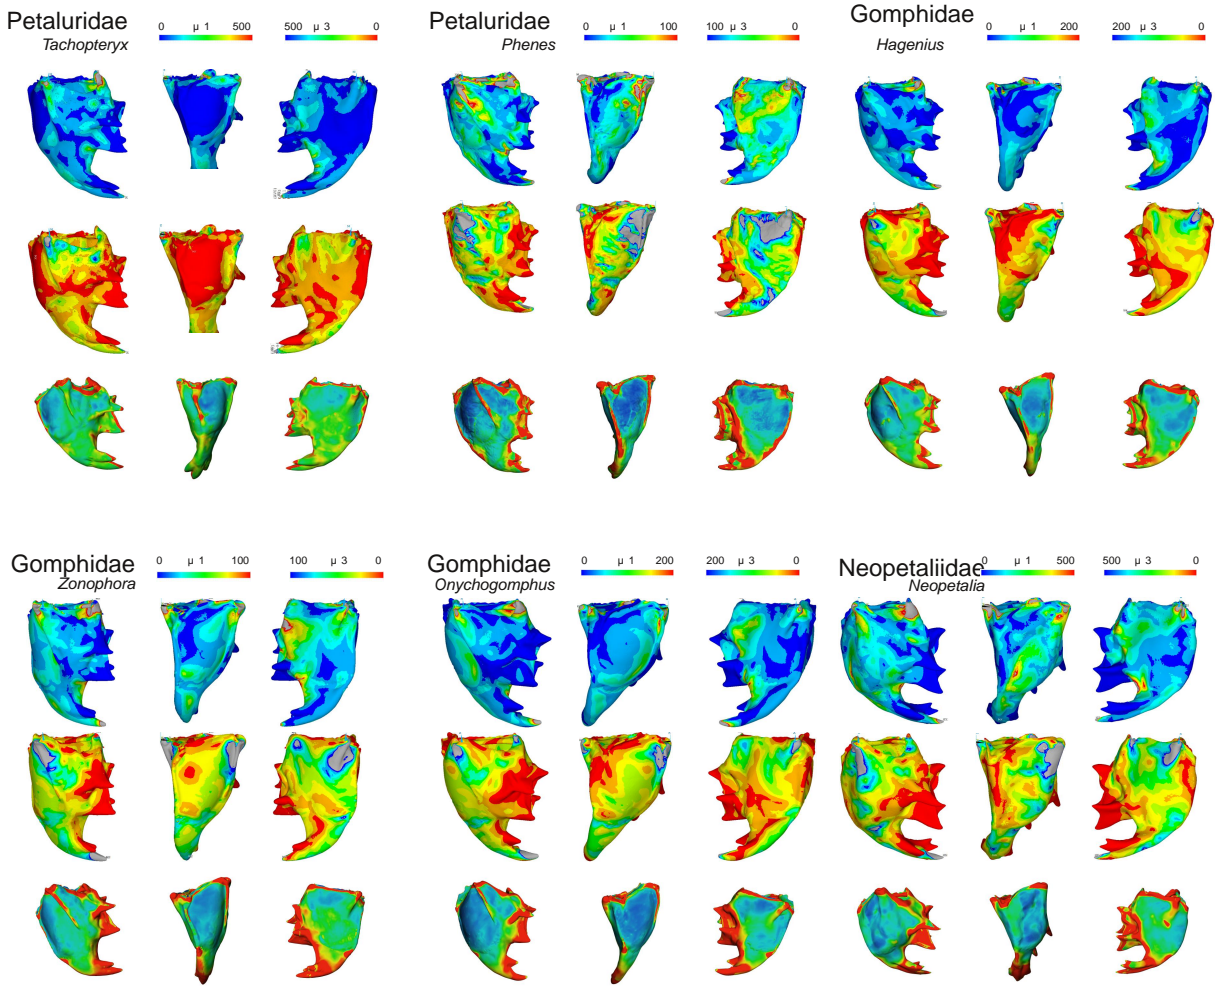 Petaluridae
Tachopteryx
0 μ 1 500
500 μ 3 0
Petaluridae
Phenes
0 μ 1 100
100 μ 3 0
Gomphidae
Hagenius
0 μ 1 200
200 μ 3 0
Gomphidae
Zonophora
0 μ 1 100
100 μ 3 0
Gomphidae
Onychogomphus
0 μ 1 200
200 μ 3 0
Neopetaliidae
Neopetalia
0 μ 1 500
500 μ 3 0